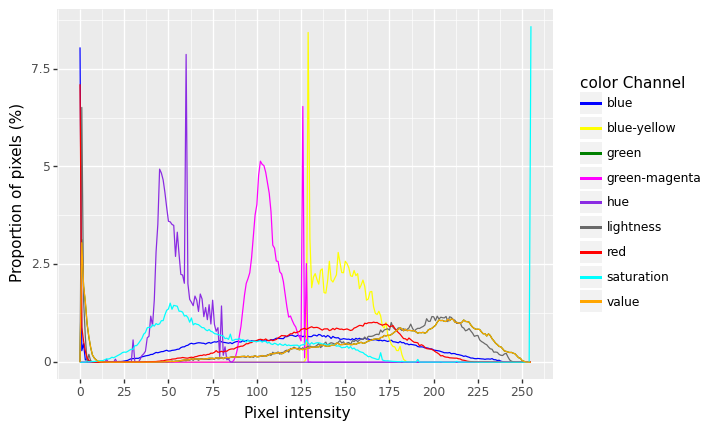 7.5
5
2.5
0
0
25
50
75
100
125
150
175
200
225
250
Pixel intensity
Proportion of pixels (%)
color Channel
blue
blue-yellow
green
green-magenta
hue
lightness
red
saturation
value